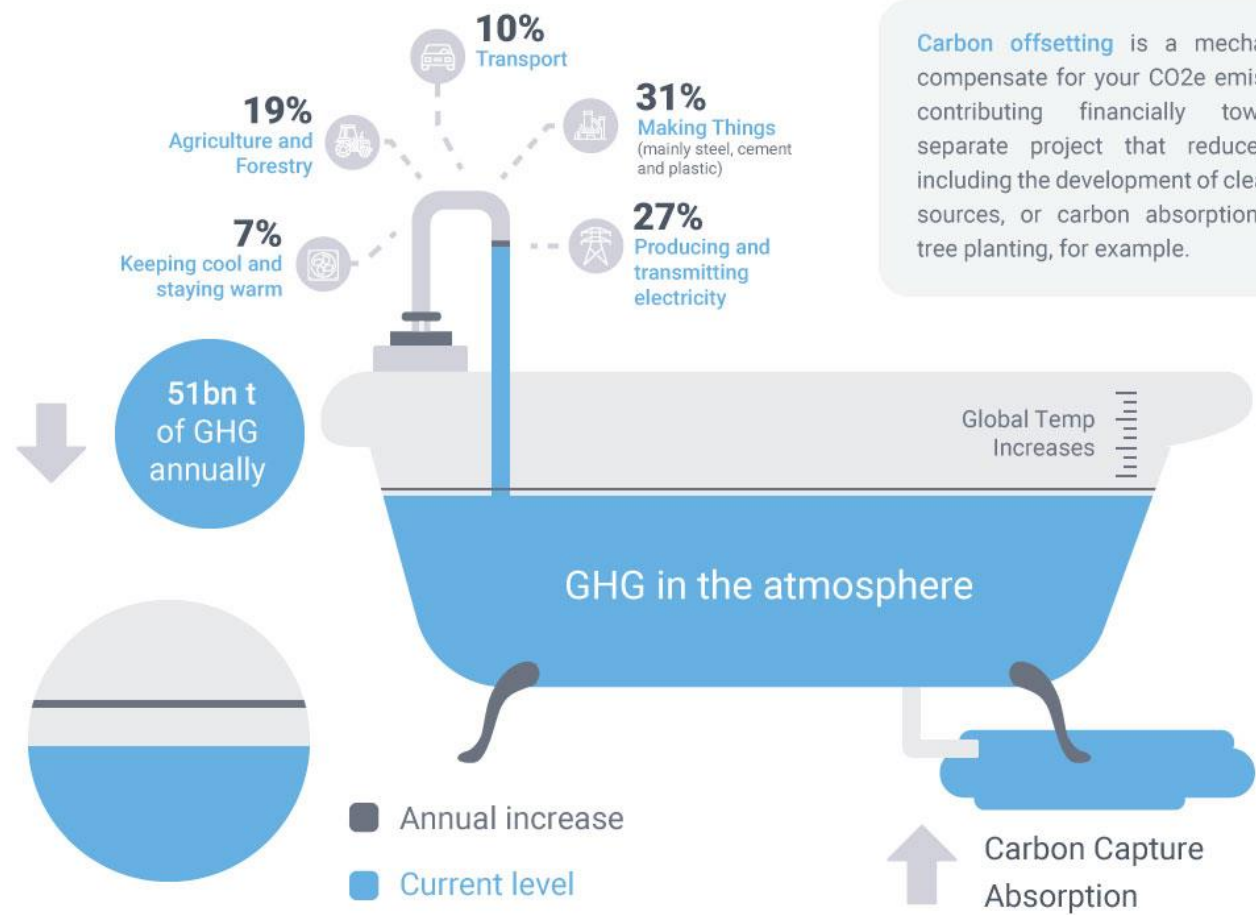 10%
Transport
19%
Agriculture and
Forestry
31%
Making Things
(mainly steel, cement
and plastic)
7%
Keeping cool and
staying warm
27%
Producing and
transmitting
electricity
Carbon offsetting is a
compensate for your CO2e
contributing financially
separate project that
including the development of
sources, or carbon absorption
tree planting, for example.
51bn t
of GHG
annually
Global Temp
Increases
GHG in the atmosphere
Annual increase
Current level
Carbon Capture
Absorption